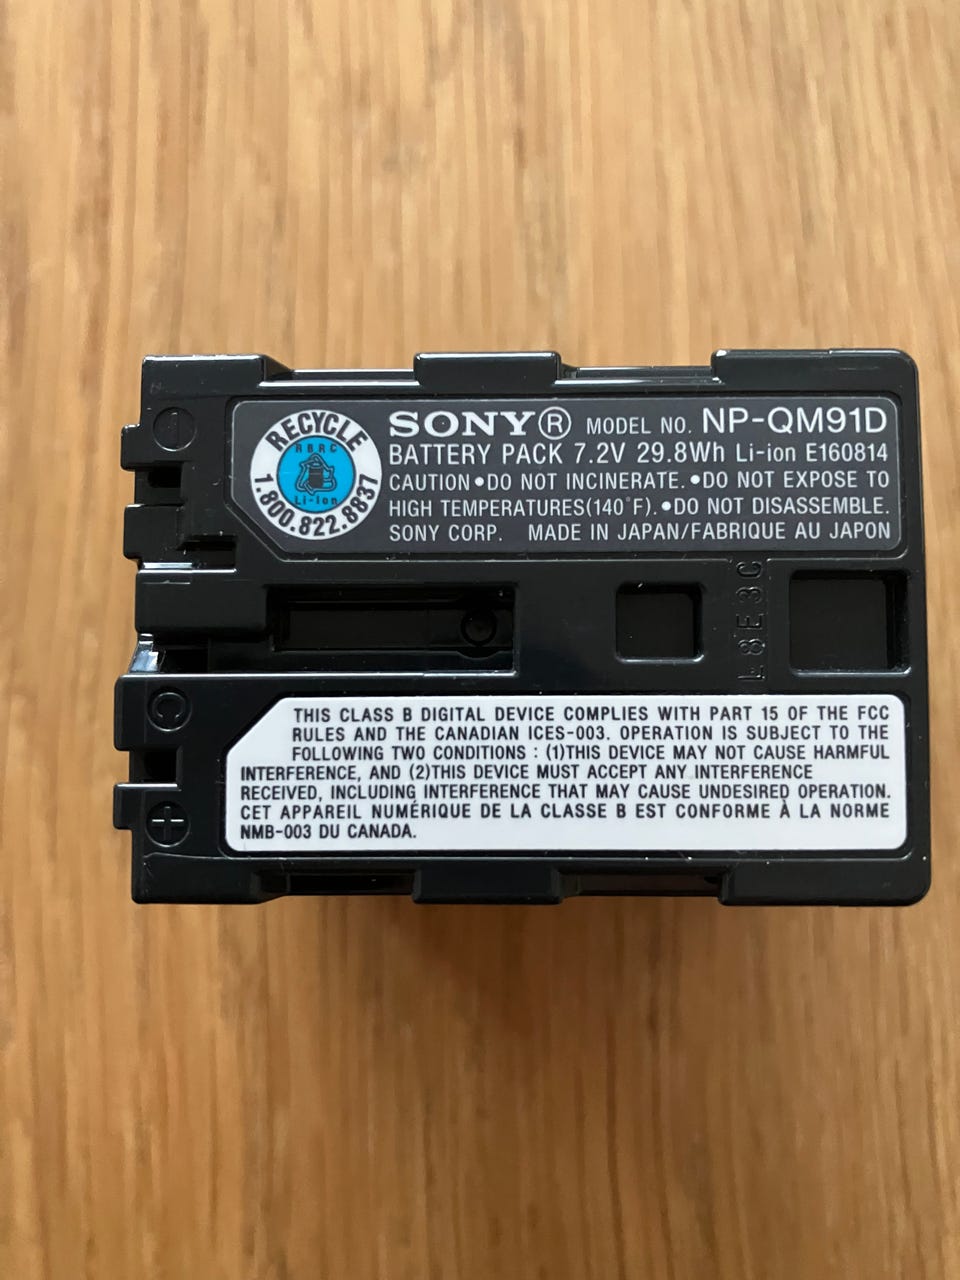 RECYCLE
RBRC
Li-ion
1.800.822.8837
SONY® MODEL NO. NP-QM91D
BATTERY PACK 7.2V 29.8Wh Li-ion E160814
CAUTION •DO NOT INCINERATE. •DO NOT EXPOSE TO
HIGH TEMPERATURES(140°F). •DO NOT DISASSEMBLE.
SONY CORP. MADE IN JAPAN/FABRIQUE AU JAPON
−
C
+
THIS CLASS B DIGITAL DEVICE COMPLIES WITH PART 15 OF THE FCC
RULES AND THE CANADIAN ICES-003. OPERATION IS SUBJECT TO THE
FOLLOWING TWO CONDITIONS : (1)THIS DEVICE MAY NOT CAUSE HARMFUL
INTERFERENCE, AND (2)THIS DEVICE MUST ACCEPT ANY INTERFERENCE
RECEIVED, INCLUDING INTERFERENCE THAT MAY CAUSE UNDESIRED OPERATION.
CET APPAREIL NUMÉRIQUE DE LA CLASSE B EST CONFORME À LA NORME
NMB-003 DU CANADA.